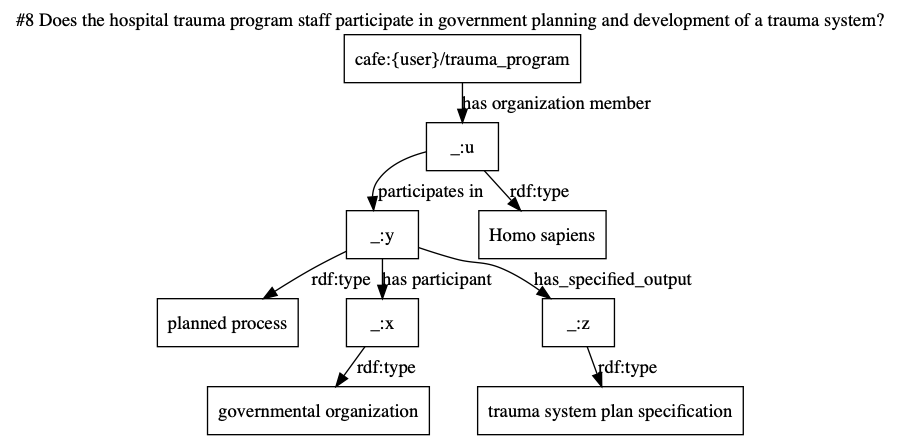 #8 Does the hospital trauma program staff participate in government planning and development of a trauma system?
cafe:{user}/trauma_program
has organization member
_:u
participates in
rdf:type
_:y
Homo sapiens
rdf:type
has participant
has_specified_output
planned process
_:x
_:z
rdf:type
rdf:type
governmental organization
trauma system plan specification